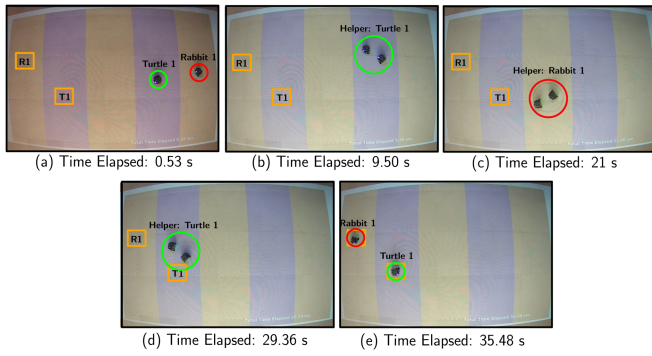 Turtle 1
Rabbit 1
R1
T1
(a) Time Elapsed: 0.53 s
Helper: Turtle 1
R1
T1
(b) Time Elapsed: 9.50 s
Helper: Rabbit 1
R1
T1
(c) Time Elapsed: 21 s
Helper: Turtle 1
R1
T1
(d) Time Elapsed: 29.36 s
Rabbit 1
Turtle 1
(e) Time Elapsed: 35.48 s